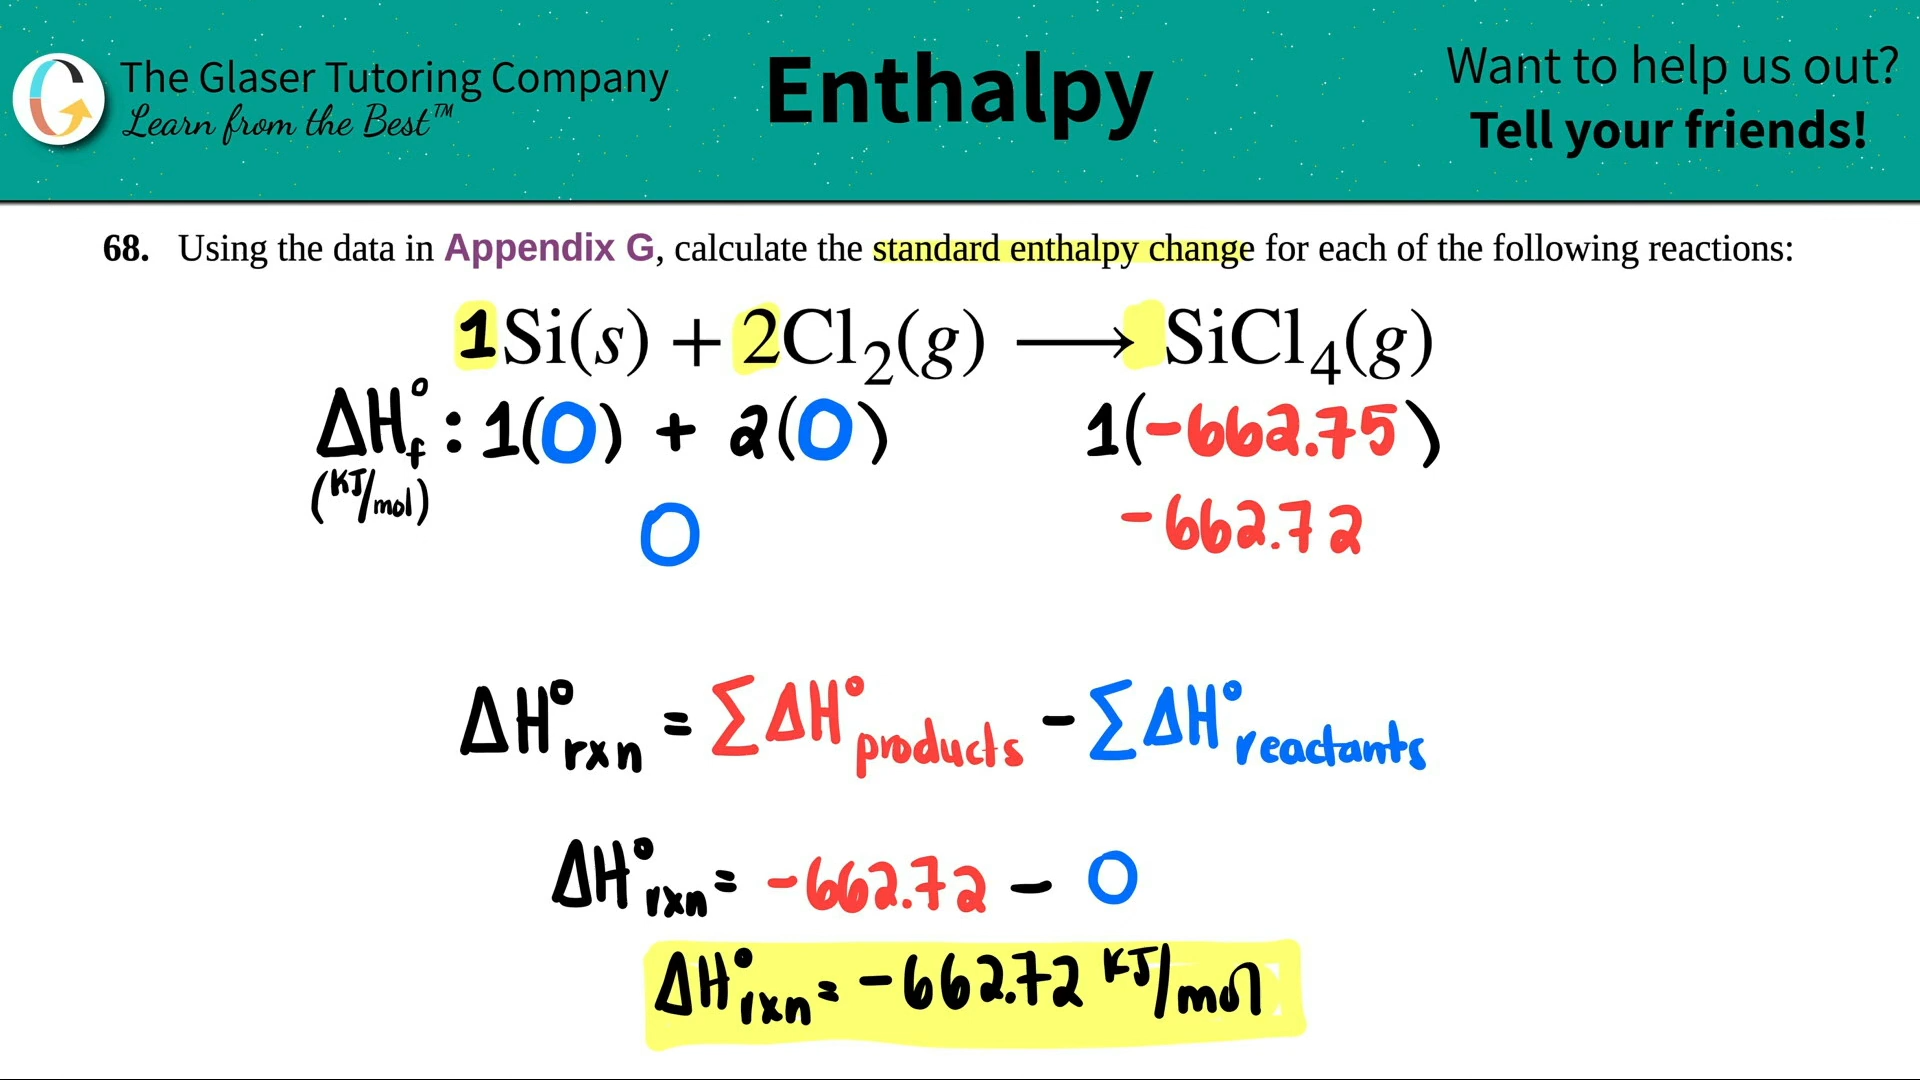 The Glaser Tutoring Company
Learn from the Best™
Enthalpy
Want to help us out?
Tell your friends!
68. Using the data in Appendix G, calculate the standard enthalpy change for each of the following reactions:
1Si(s) + 2Cl₂(g) ⟶ SiCl₄(g)
ΔH°f : 1(0) + 2(0) 1(-662.75)
(KJ/mol)
0 -662.72
ΔH°rxn = ΣΔH°products - ΣΔH°reactants
ΔH°rxn = -662.72 - 0
ΔH°rxn = -662.72 KJ/mol